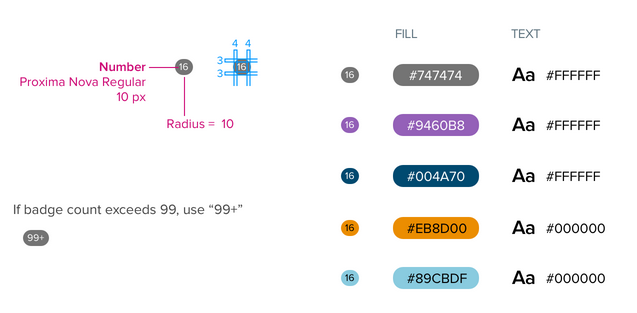 FILL TEXT
4 4
3
3
Number 16 16
Proxima Nova Regular
10 px
Radius = 10
16 #747474 Aa #FFFFFF
16 #9460B8 Aa #FFFFFF
16 #004A70 Aa #FFFFFF
If badge count exceeds 99, use “99+”
99+
16 #EB8D00 Aa #000000
16 #89CBDF Aa #000000